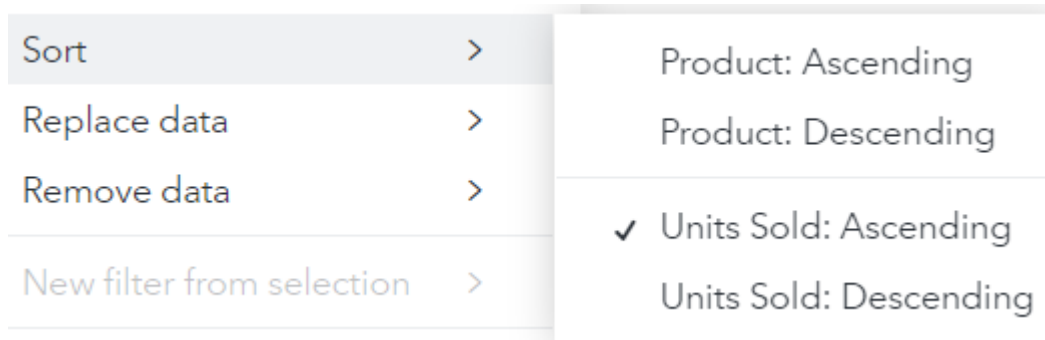 Sort
Replace data
Remove data
New filter from selection
Product: Ascending
Product: Descending
Units Sold: Ascending
Units Sold: Descending